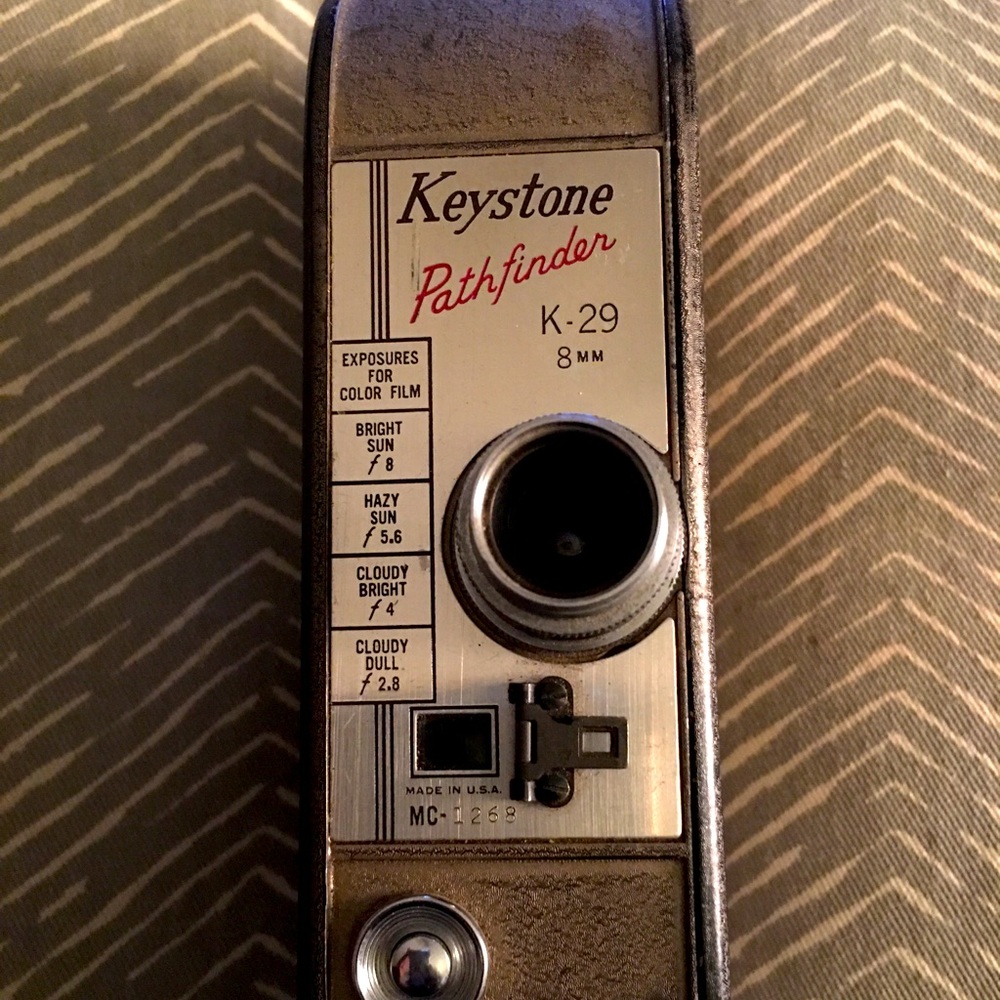 Keystone
Pathfinder
K-29
8MM
EXPOSURES
FOR
COLOR FILM
BRIGHT
SUN
f 8
HAZY
SUN
f 5.6
CLOUDY
BRIGHT
f 4
CLOUDY
DULL
f 2.8
MADE IN U.S.A.
MC-1268